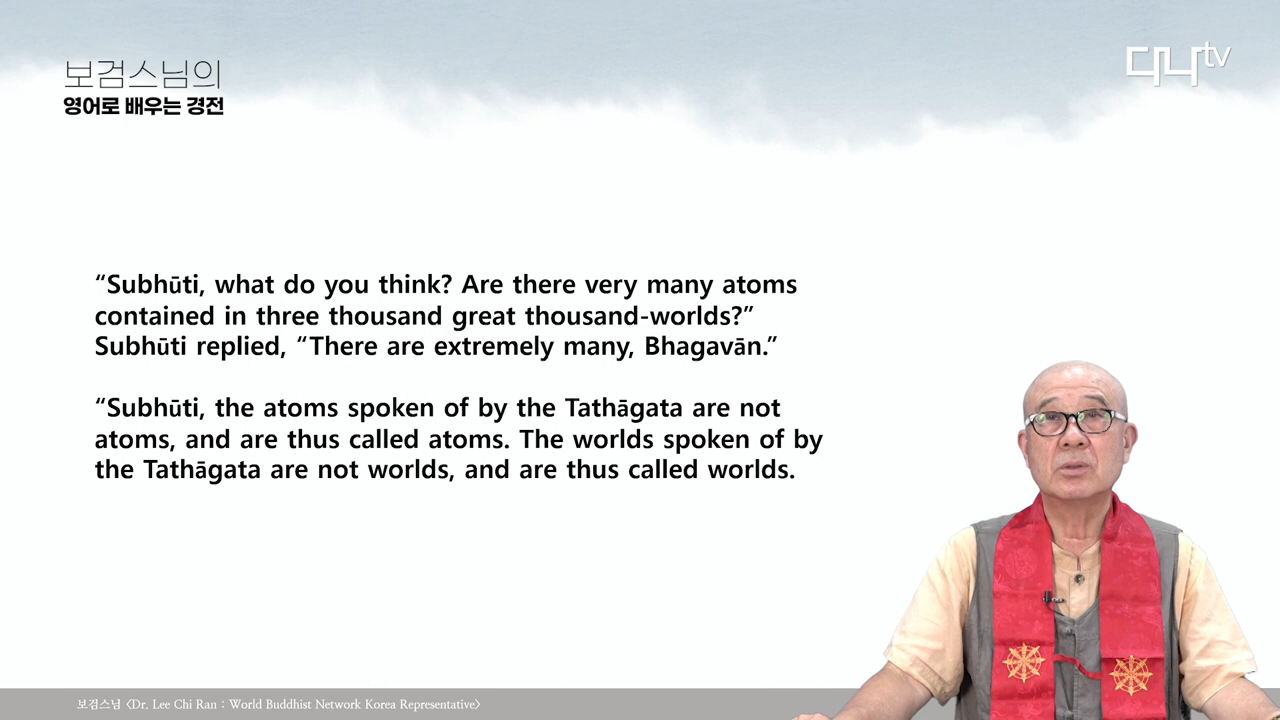 보검스님의
영어로 배우는 경전
다나tv
“Subhūti, what do you think? Are there very many atoms
contained in three thousand great thousand-worlds?”
Subhūti replied, “There are extremely many, Bhagavān.”
“Subhūti, the atoms spoken of by the Tathāgata are not
atoms, and are thus called atoms. The worlds spoken of by
the Tathāgata are not worlds, and are thus called worlds.
보검스님 <Dr. Lee Chi Ran : World Buddhist Network Korea Representative>